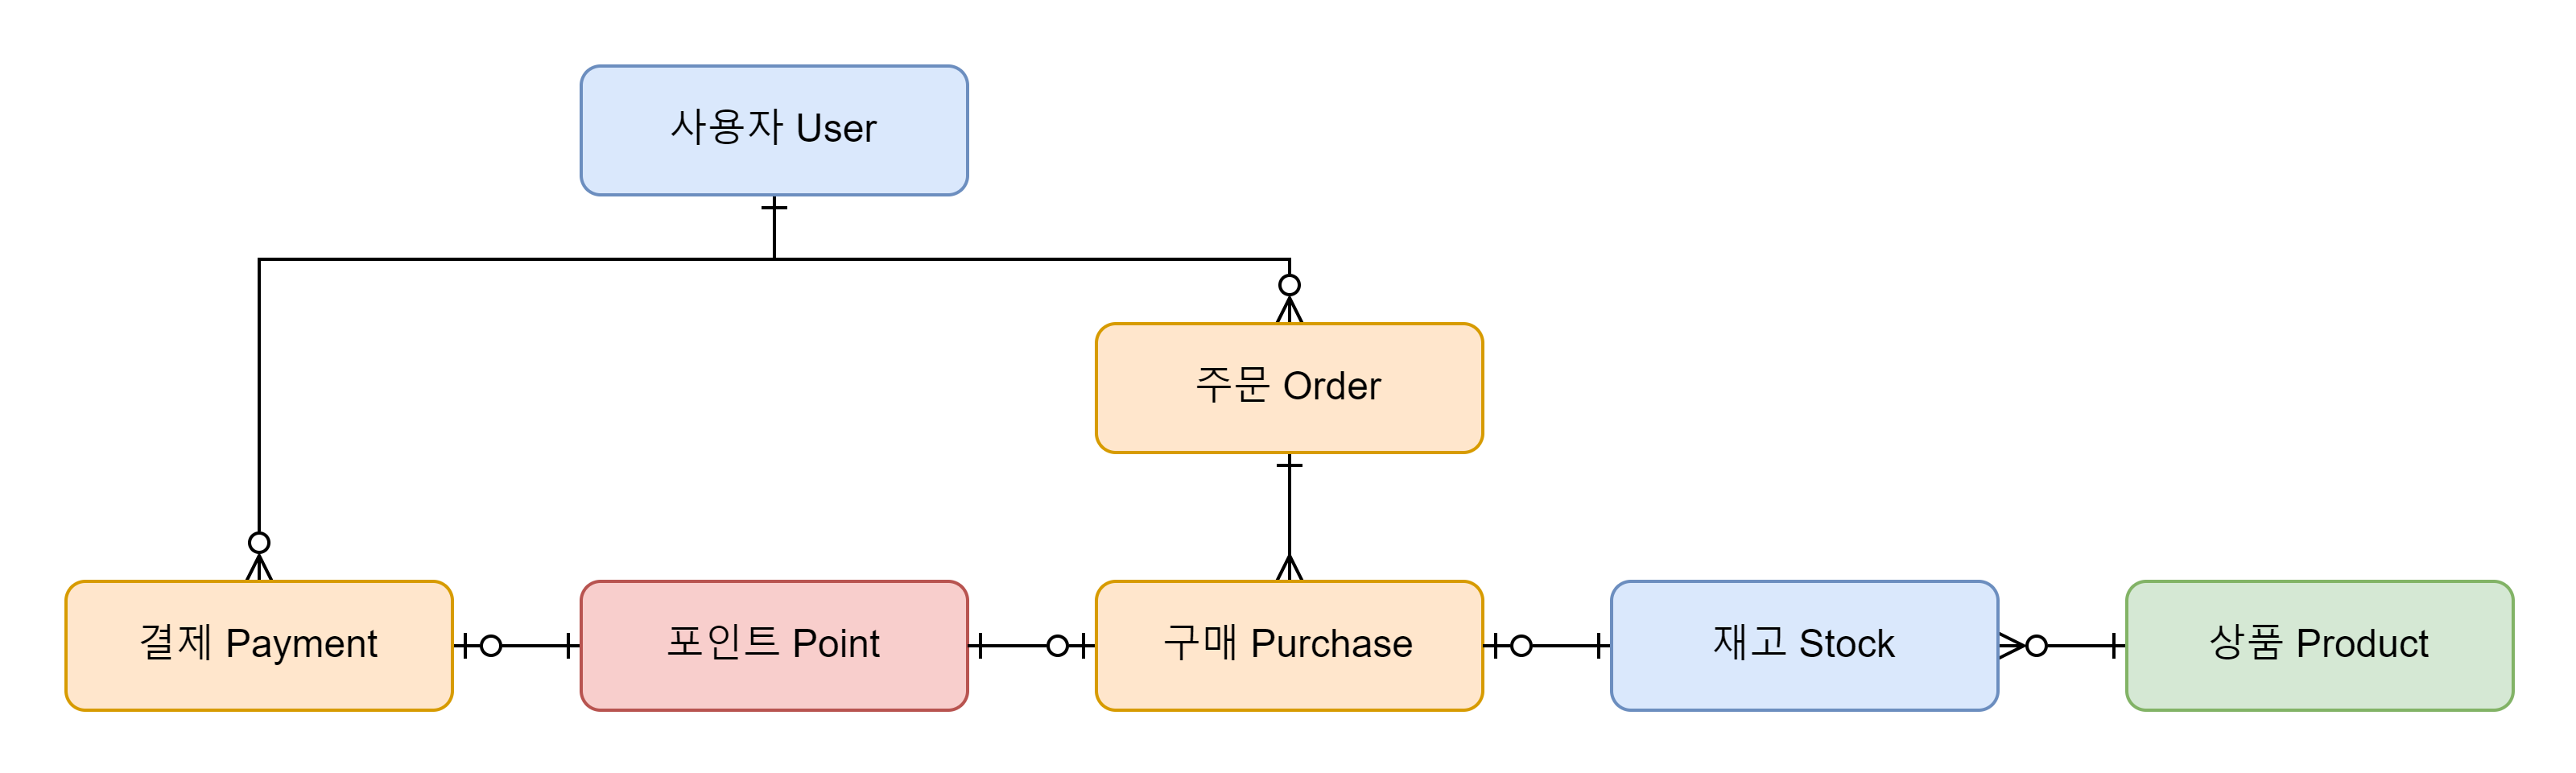 사용자 User
주문 Order
결제 Payment
포인트 Point
구매 Purchase
재고 Stock
상품 Product